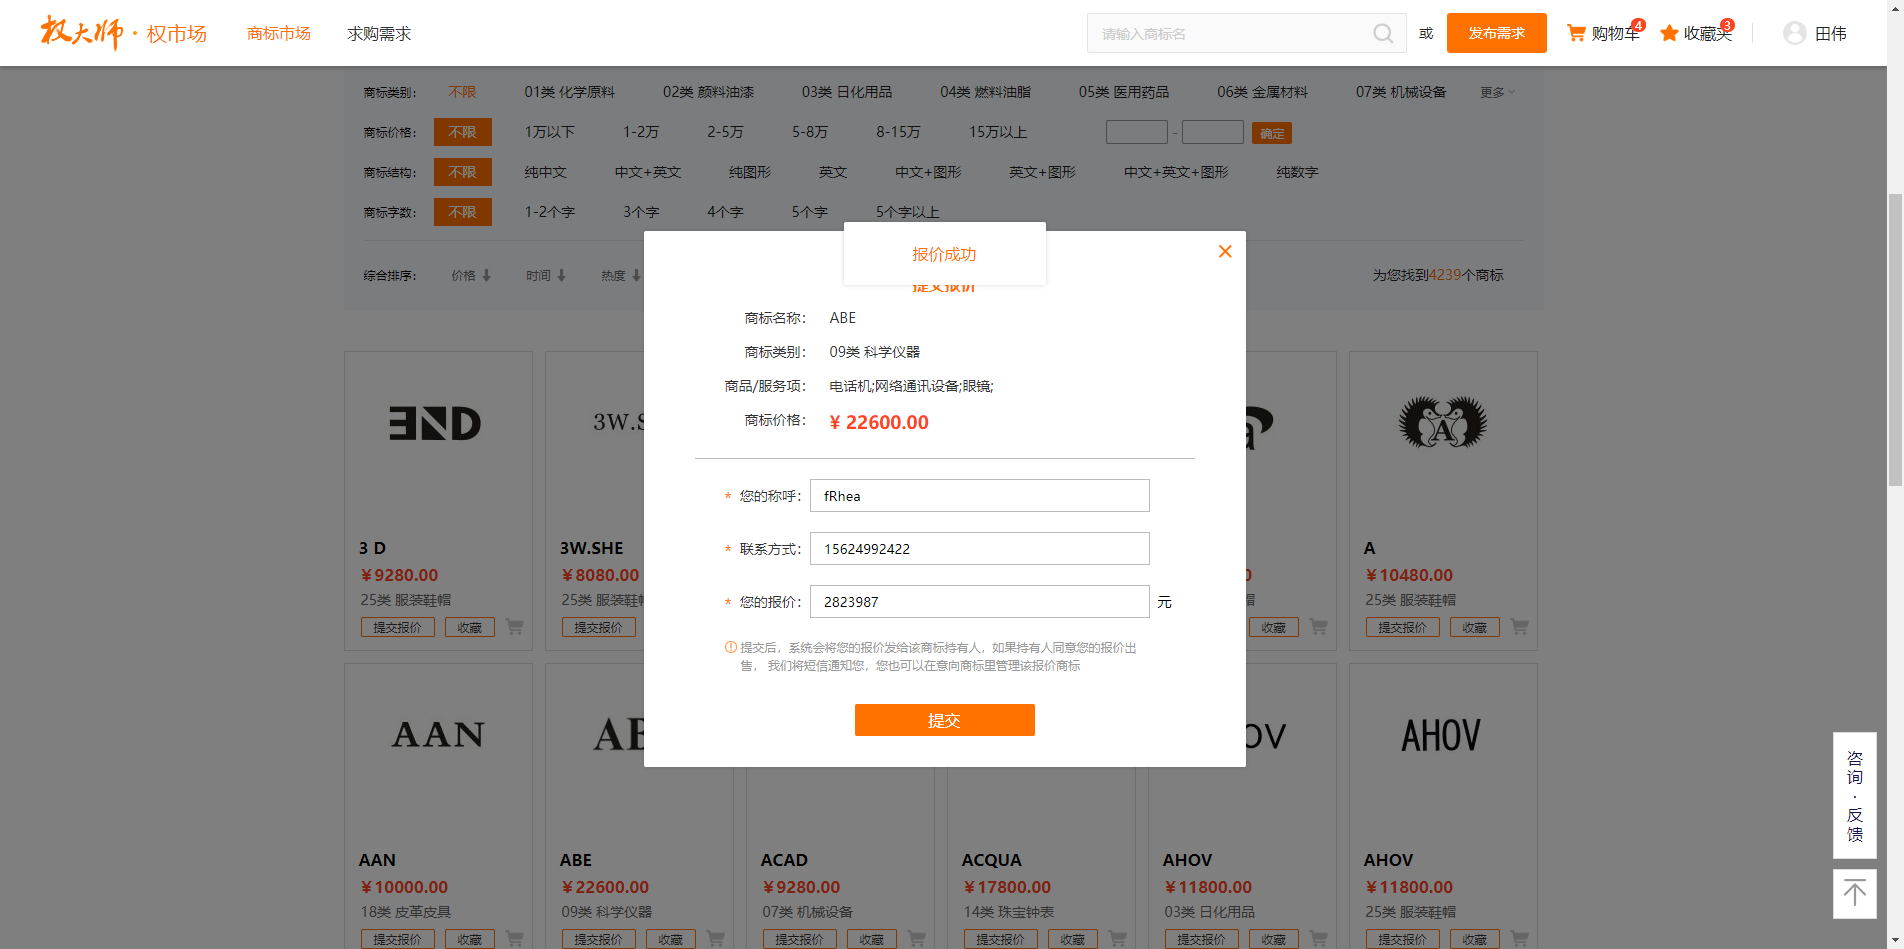 权大师·权市场 商标市场 求购需求 请输入商标名 或 发布需求 购物车 4 收藏夹 3 田伟
商标类别: 不限 01类 化学原料 02类 颜料油漆 03类 日化用品 04类 燃料油脂 05类 医用药品 06类 金属材料 07类 机械设备 更多
商标价格: 不限 1万以下 1-2万 2-5万 5-8万 8-15万 15万以上 - 确定
商标结构: 不限 纯中文 中文+英文 纯图形 英文 中文+图形 英文+图形 中文+英文+图形 纯数字
商标字数: 不限 1-2个字 3个字 4个字 5个字 5个字以上
综合排序: 价格 时间 热度 为您找到4239个商标
报价成功
提交报价
商标名称: ABE
商标类别: 09类 科学仪器
商品/服务项: 电话机;网络通讯设备;眼镜;
商标价格: ¥ 22600.00
* 您的称呼: fRhea
* 联系方式: 15624992422
* 您的报价: 2823987 元
提交后，系统会将您的报价发给该商标持有人，如果持有人同意您的报价出
售， 我们将短信通知您，您也可以在意向商标里管理该报价商标
提交
3ND 3W.S A
3 D 3W.SHE A
¥9280.00 ¥8080.00 0 ¥10480.00
25类 服装鞋帽 25类 服装鞋帽 帽 25类 服装鞋帽
提交报价 收藏 提交报价 收藏 提交报价 收藏
AAN AB OV AHOV
AAN ABE ACAD ACQUA AHOV AHOV
¥10000.00 ¥22600.00 ¥9280.00 ¥17800.00 ¥11800.00 ¥11800.00
18类 皮革皮具 09类 科学仪器 07类 机械设备 14类 珠宝钟表 03类 日化用品 25类 服装鞋帽
提交报价 收藏 提交报价 收藏 提交报价 收藏 提交报价 收藏 提交报价 收藏 提交报价 收藏
咨
询
·
反
馈